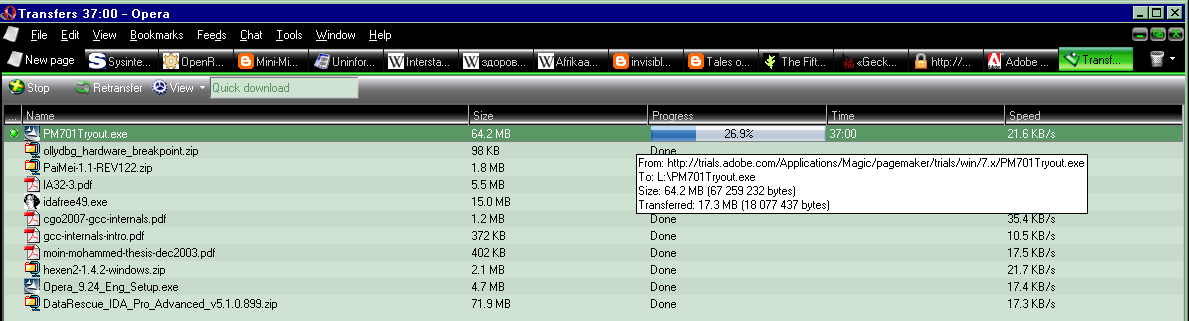 Transfers 37:00 - Opera
File Edit View Bookmarks Feeds Chat Tools Window Help
New page Sysinte... OpenR... Mini-Mi... Uninfor... Intersta... здоров... Afrikaa... invisibl... Tales o... The Fift... «Geck... http://... Adobe ... Transf...
Stop Retransfer View Quick download
... Name Size Progress Time Speed
PM701Tryout.exe 64.2 MB 26.9% 37:00 21.6 KB/s
ollydbg_hardware_breakpoint.zip 98 KB Done
PaiMei-1.1-REV122.zip 1.8 MB
IA32-3.pdf 5.5 MB
idafree49.exe 15.0 MB
From: http://trials.adobe.com/Applications/Magic/pagemaker/trials/win/7.x/PM701Tryout.exe
To: L:\PM701Tryout.exe
Size: 64.2 MB (67 259 232 bytes)
Transferred: 17.3 MB (18 077 437 bytes)
cgo2007-gcc-internals.pdf 1.2 MB Done 35.4 KB/s
gcc-internals-intro.pdf 372 KB Done 10.5 KB/s
moin-mohammed-thesis-dec2003.pdf 402 KB Done 17.5 KB/s
hexen2-1.4.2-windows.zip 2.1 MB Done 21.7 KB/s
Opera_9.24_Eng_Setup.exe 4.7 MB Done 17.4 KB/s
DataRescue_IDA_Pro_Advanced_v5.1.0.899.zip 71.9 MB Done 17.3 KB/s